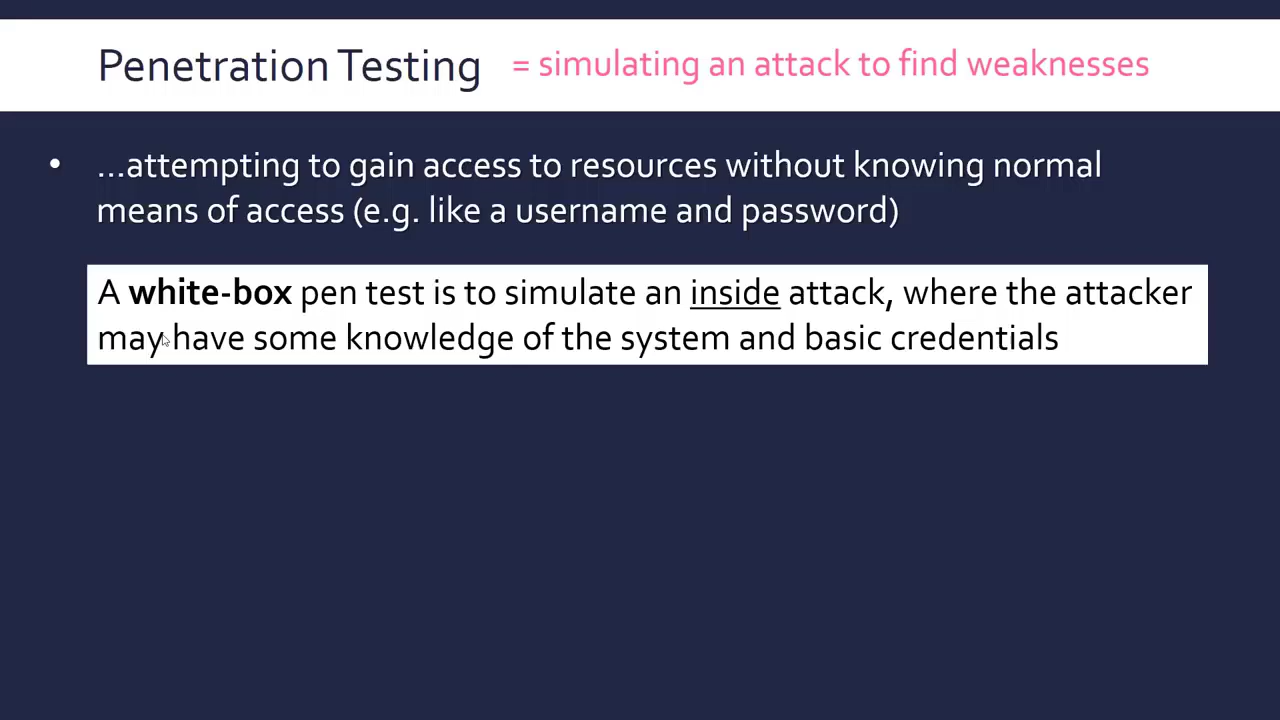 Penetration Testing = simulating an attack to find weaknesses
• ...attempting to gain access to resources without knowing normal
means of access (e.g. like a username and password)
A white-box pen test is to simulate an inside attack, where the attacker
may have some knowledge of the system and basic credentials